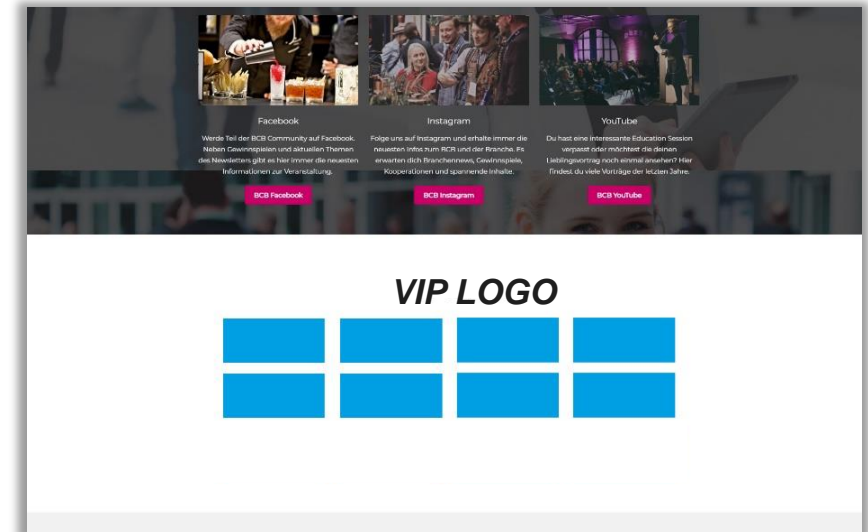 Facebook
Werde Teil der BCB Community auf Facebook.
Neben Gewinnspielen und aktuellen Themen
des Newsletters gibt es hier immer die neuesten
Informationen zur Veranstaltung.
BCB Facebook
Instagram
Folge uns auf Instagram und erhalte immer die
neuesten Infos zum BCB und der Branche. Es
erwarten dich Branchennews, Gewinnspiele,
Kooperationen und spannende Inhalte.
BCB Instagram
YouTube
Du hast eine interessante Education Session
verpasst oder möchtest die deinen
Lieblingsvortrag noch einmal ansehen? Hier
findest du viele Vorträge der letzten Jahre.
BCB YouTube
VIP LOGO